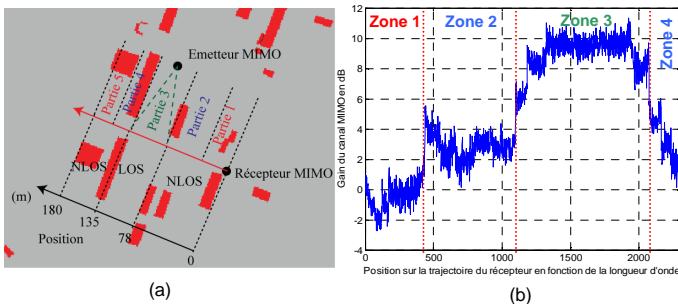 Emetteur MIMO
Partie 5
Partie 4
Partie 3
Partie 2
Partie 1
NLOS
LOS
NLOS
Récepteur MIMO
(m)
180
135
78
0
Position
(a)
Zone 1
Zone 2
Zone 3
Zone 4
Gain du canal MIMO en dB
12
10
8
6
4
2
0
-2
-4
0
500
1000
1500
2000
Position sur la trajectoire du récepteur en fonction de la longueur d'onde
(b)